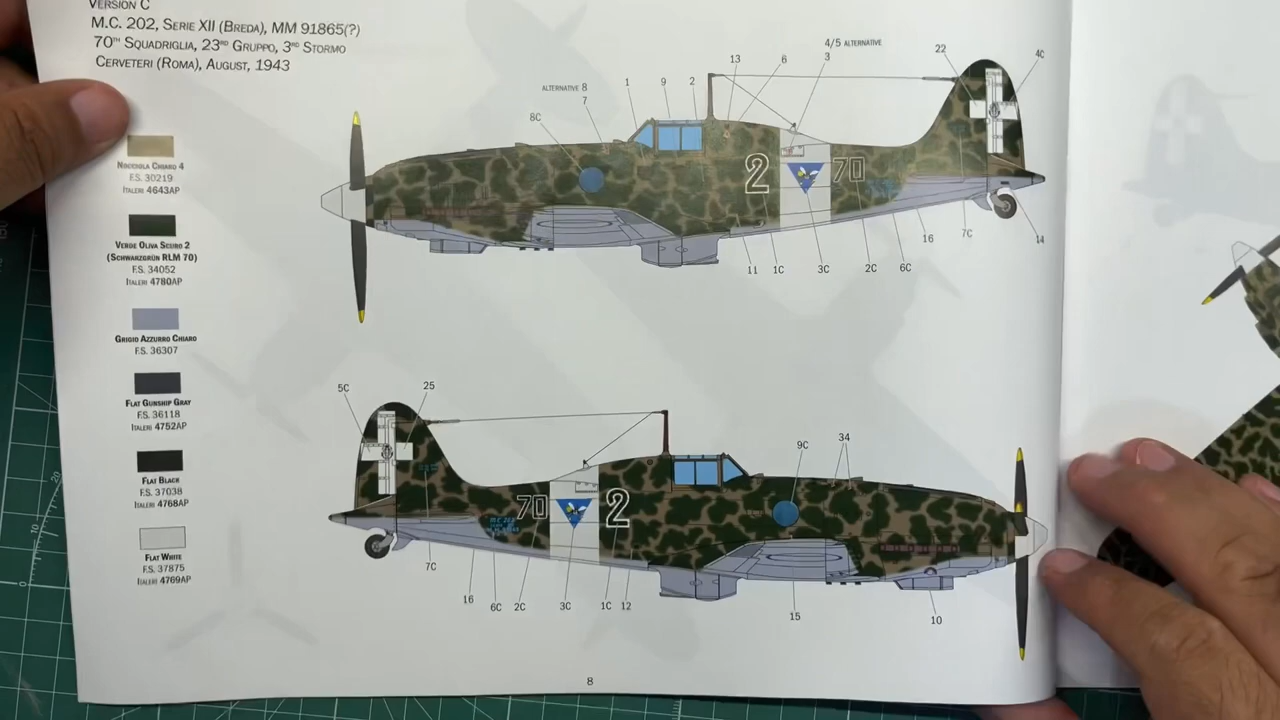 VERSION C
M.C. 202, SERIE XII (BREDA), MM 91865(?)
70TH SQUADRIGLIA, 23RD GRUPPO, 3RD STORMO
CERVETERI (ROMA), AUGUST, 1943
NOCCIOLA CHIARO 4
F.S. 30219
ITALERI 4643AP
VERDE OLIVA SCURO 2
(SCHWARZGRÜN RLM 70)
F.S. 34052
ITALERI 4780AP
GRIGIO AZZURRO CHIARO
F.S. 36307
FLAT GUNSHIP GRAY
F.S. 36118
ITALERI 4752AP
FLAT BLACK
F.S. 37038
ITALERI 4768AP
FLAT WHITE
F.S. 37875
ITALERI 4769AP
4/5 ALTERNATIVE
3
13
6
22
4C
ALTERNATIVE 8
7
1
9
2
8C
2
70
11
1C
3C
2C
6C
16
7C
14
5C
25
9C
34
70
2
7C
16
6C
2C
3C
1C
12
15
10
8